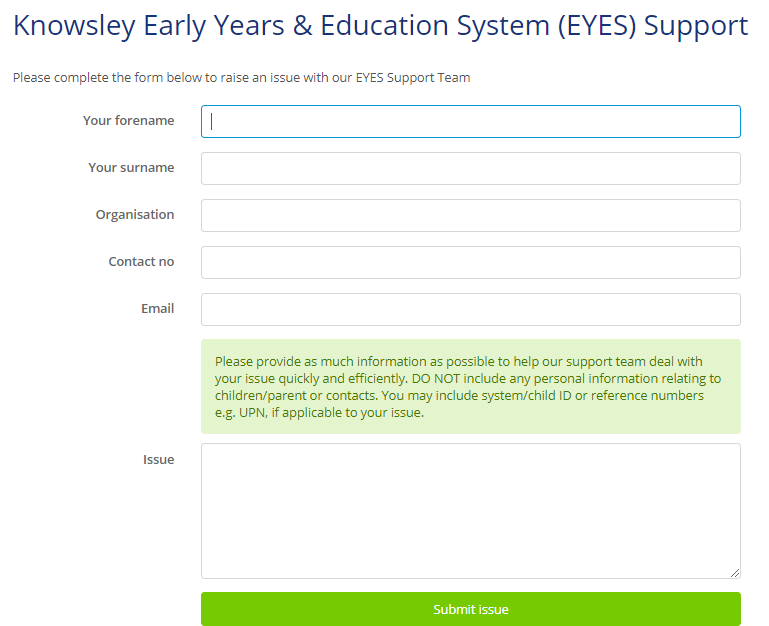 Knowsley Early Years & Education System (EYES) Support
Please complete the form below to raise an issue with our EYES Support Team
Your forename
Your surname
Organisation
Contact no
Email
Please provide as much information as possible to help our support team deal with
your issue quickly and efficiently. DO NOT include any personal information relating to
children/parent or contacts. You may include system/child ID or reference numbers
e.g. UPN, if applicable to your issue.
Issue
Submit issue